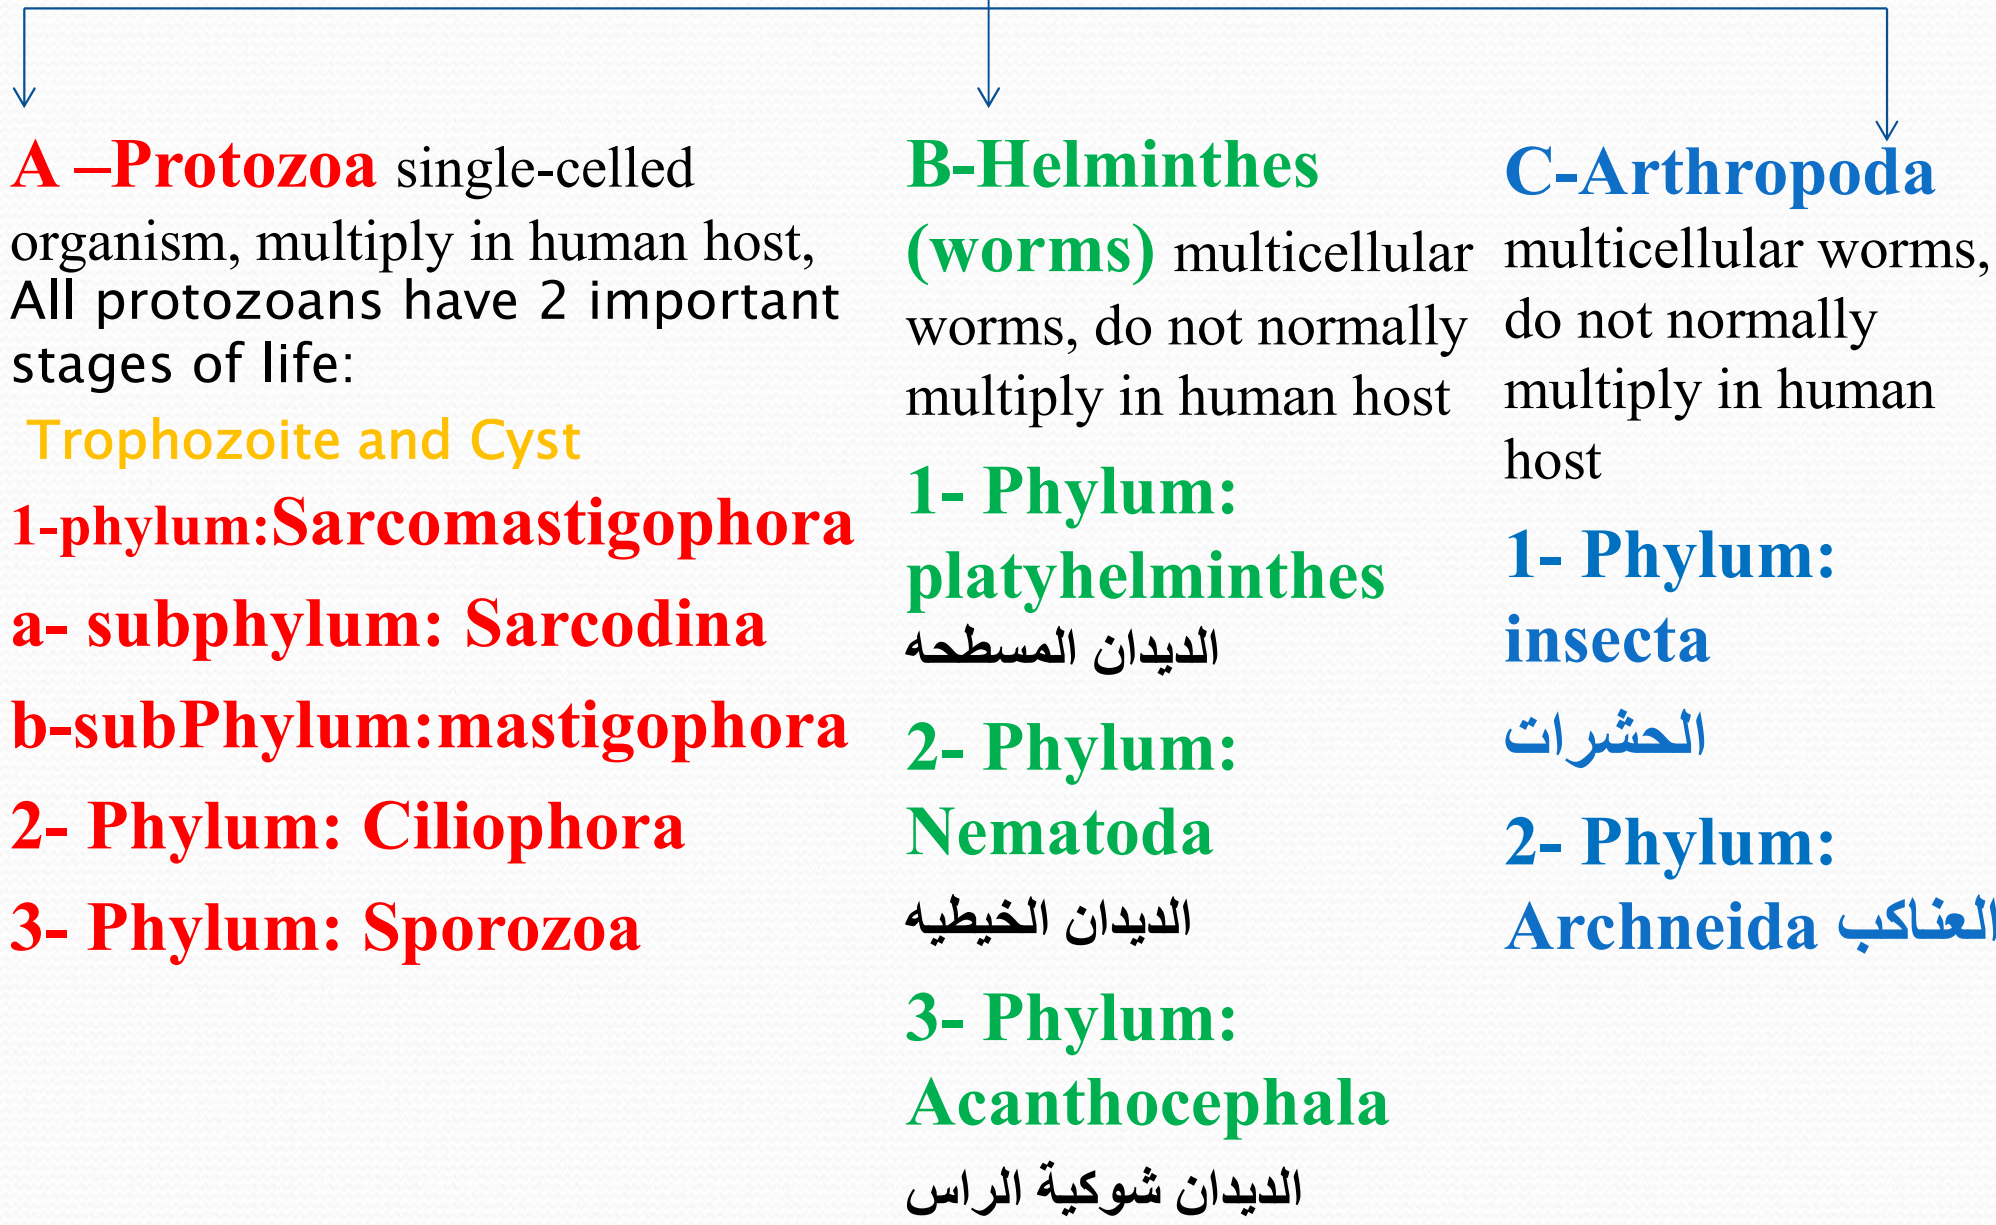 A –Protozoa single-celled
organism, multiply in human host,
All protozoans have 2 important
stages of life:
Trophozoite and Cyst
1-phylum:Sarcomastigophora
a- subphylum: Sarcodina
b-subPhylum:mastigophora
2- Phylum: Ciliophora
3- Phylum: Sporozoa
B-Helminthes
(worms) multicellular
worms, do not normally
multiply in human host
1- Phylum:
platyhelminthes
الديدان المسطحه
2- Phylum:
Nematoda
الديدان الخيطيه
3- Phylum:
Acanthocephala
الديدان شوكية الراس
C-Arthropoda
multicellular worms,
do not normally
multiply in human
host
1- Phylum:
insecta
الحشرات
2- Phylum:
Archneida العناكب